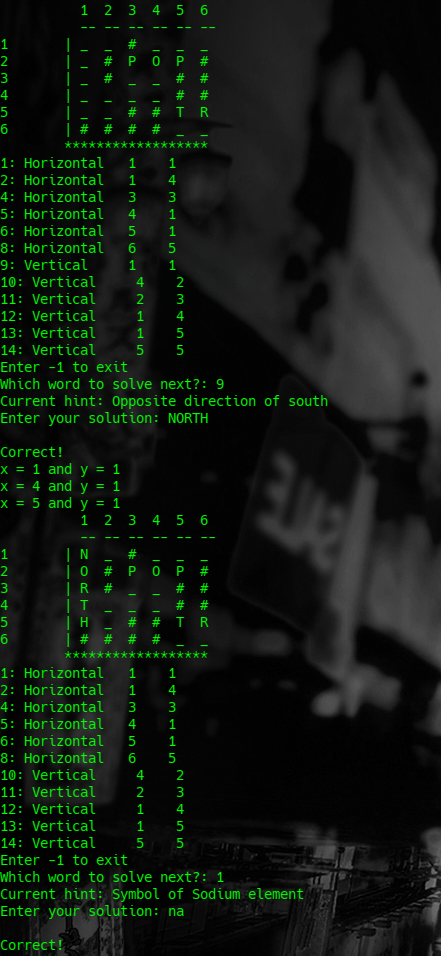 1 2 3 4 5 6
-- -- -- -- -- --
1 | _ _ # _ _ _
2 | _ # P O P #
3 | _ # _ _ # #
4 | _ _ _ _ # #
5 | _ _ # # T R
6 | # # # # _ _
******************
1: Horizontal 1 1
2: Horizontal 1 4
4: Horizontal 3 3
5: Horizontal 4 1
6: Horizontal 5 1
8: Horizontal 6 5
9: Vertical 1 1
10: Vertical 4 2
11: Vertical 2 3
12: Vertical 1 4
13: Vertical 1 5
14: Vertical 5 5
Enter -1 to exit
Which word to solve next?: 9
Current hint: Opposite direction of south
Enter your solution: NORTH
Correct!
x = 1 and y = 1
x = 4 and y = 1
x = 5 and y = 1
1 2 3 4 5 6
-- -- -- -- -- --
1 | N _ # _ _ _
2 | O # P O P #
3 | R # _ _ # #
4 | T _ _ _ # #
5 | H _ # # T R
6 | # # # # _ _
******************
1: Horizontal 1 1
2: Horizontal 1 4
4: Horizontal 3 3
5: Horizontal 4 1
6: Horizontal 5 1
8: Horizontal 6 5
10: Vertical 4 2
11: Vertical 2 3
12: Vertical 1 4
13: Vertical 1 5
14: Vertical 5 5
Enter -1 to exit
Which word to solve next?: 1
Current hint: Symbol of Sodium element
Enter your solution: na
Correct!